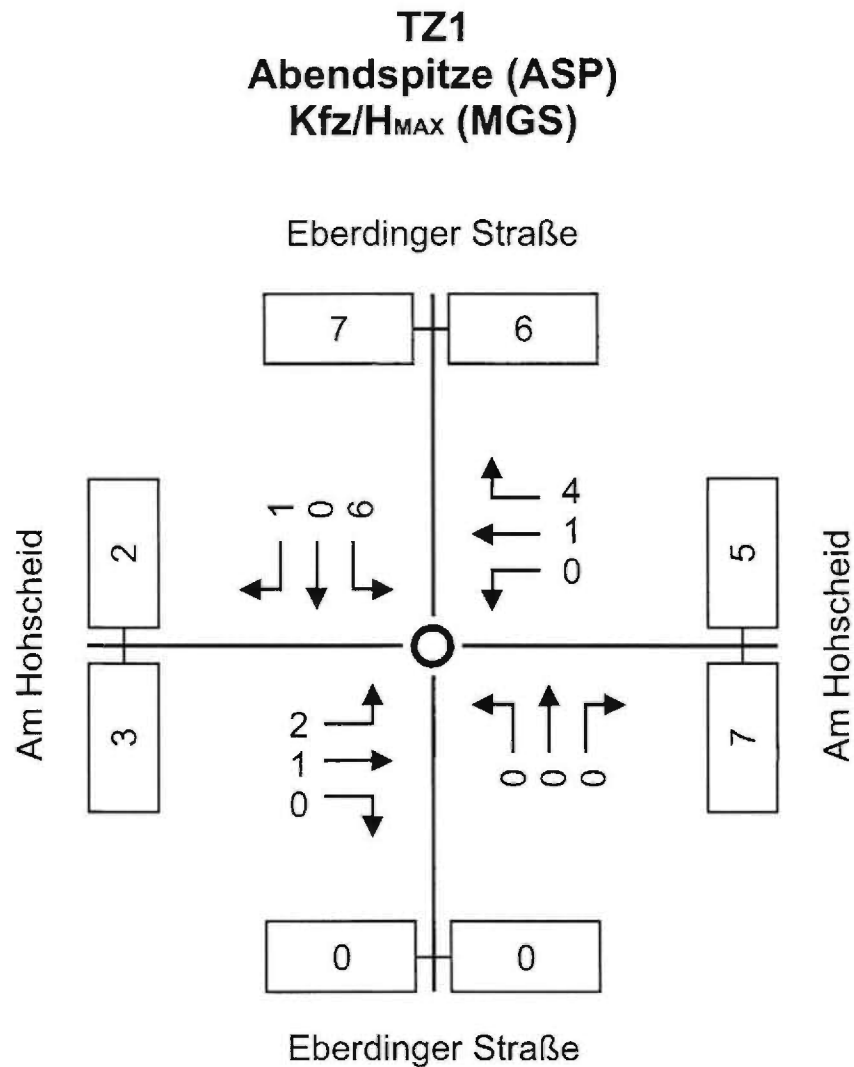 TZ1
Abendspitze (ASP)
Kfz/HMAX (MGS)
Eberdinger Straße
7 6
1 0 6
4
1
0
Am Hohscheid
2
3
5
7
Am Hohscheid
2
1
0
0 0 0
0 0
Eberdinger Straße